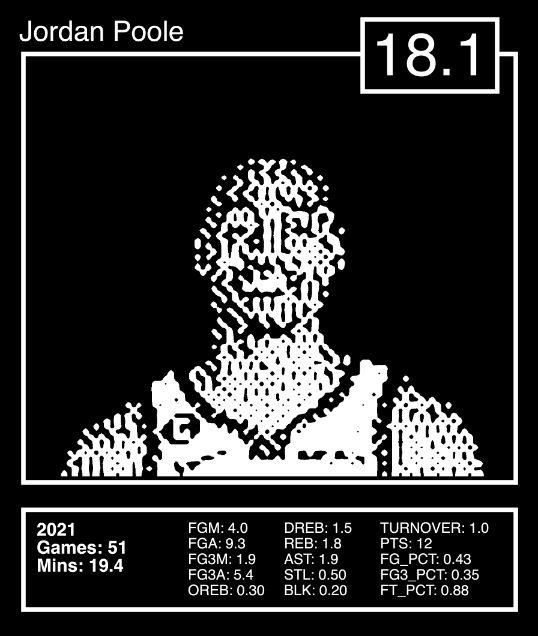 Jordan Poole
18.1
2021
Games: 51
Mins: 19.4
FGM: 4.0
FGA: 9.3
FG3M: 1.9
FG3A: 5.4
OREB: 0.30
DREB: 1.5
REB: 1.8
AST: 1.9
STL: 0.50
BLK: 0.20
TURNOVER: 1.0
PTS: 12
FG_PCT: 0.43
FG3_PCT: 0.35
FT_PCT: 0.88